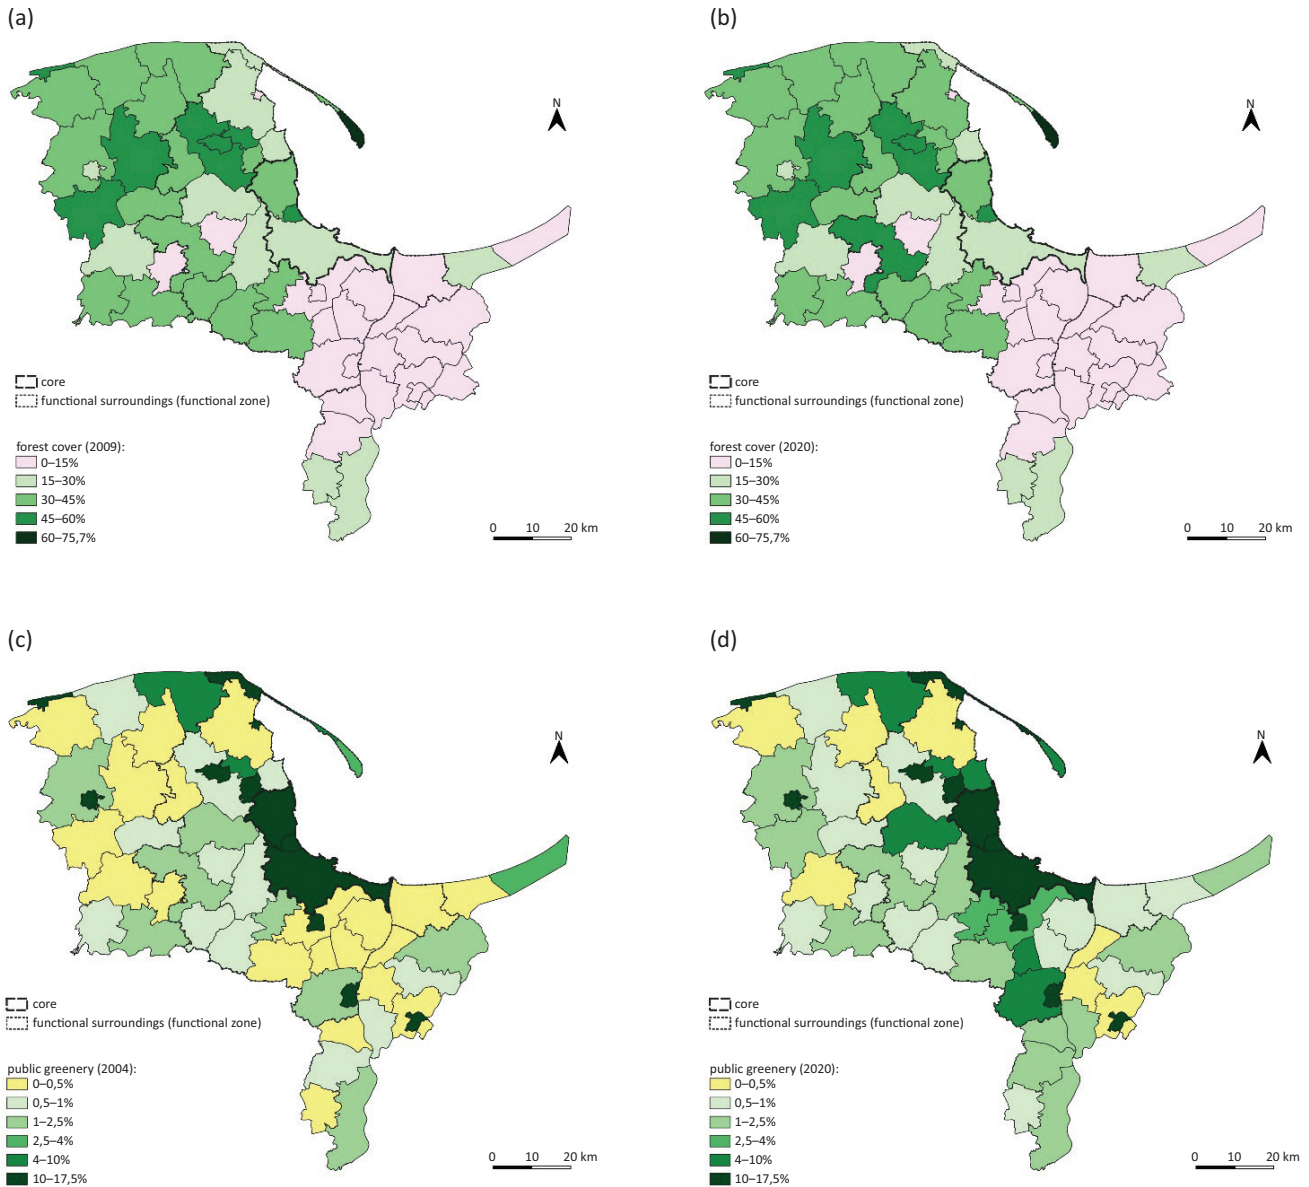 (a)
N
core
functional surroundings (functional zone)
forest cover (2009):
0–15%
15–30%
30–45%
45–60%
60–75,7%
0 10 20 km
(b)
N
core
functional surroundings (functional zone)
forest cover (2020):
0–15%
15–30%
30–45%
45–60%
60–75,7%
0 10 20 km
(c)
N
core
functional surroundings (functional zone)
public greenery (2004):
0–0,5%
0,5–1%
1–2,5%
2,5–4%
4–10%
10–17,5%
0 10 20 km
(d)
N
core
functional surroundings (functional zone)
public greenery (2020):
0–0,5%
0,5–1%
1–2,5%
2,5–4%
4–10%
10–17,5%
0 10 20 km